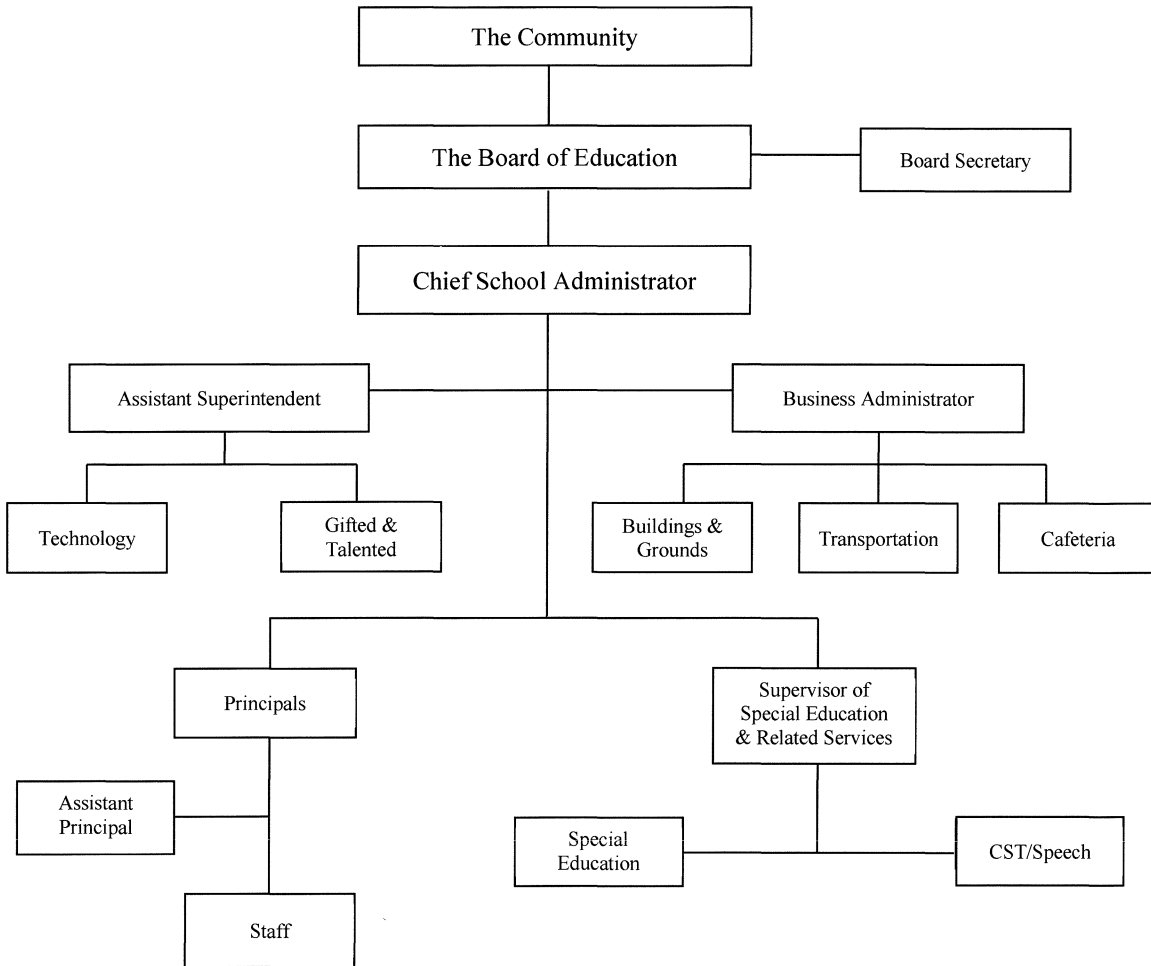 The Community
The Board of Education
Board Secretary
Chief School Administrator
Assistant Superintendent
Business Administrator
Technology
Gifted &
Talented
Buildings &
Grounds
Transportation
Cafeteria
Principals
Supervisor of
Special Education
& Related Services
Assistant
Principal
Special
Education
CST/Speech
Staff